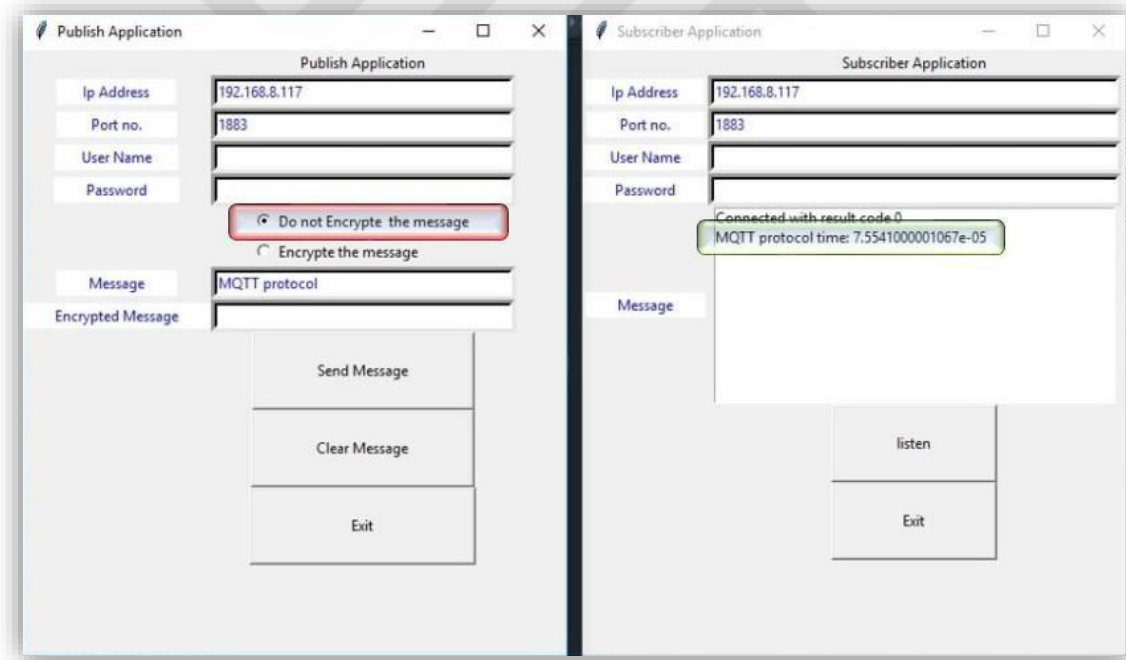 Publish Application
Publish Application
Ip Address 192.168.8.117
Port no. 1883
User Name
Password
Do not Encrypte the message
Encrypte the message
Message MQTT protocol
Encrypted Message
Send Message
Clear Message
Exit
Subscriber Application
Subscriber Application
Ip Address 192.168.8.117
Port no. 1883
User Name
Password
Connected with result code 0
MQTT protocol time: 7.5541000001067e-05
Message
listen
Exit